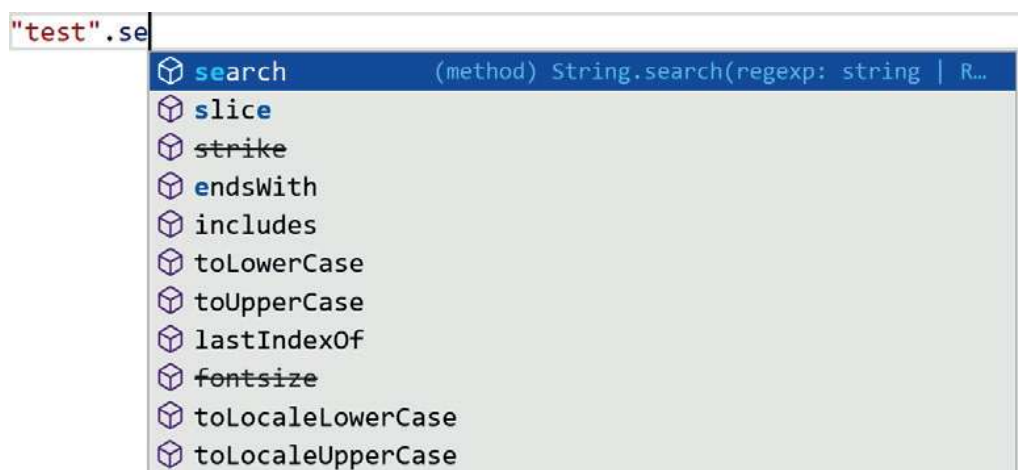 "test".se
search (method) String.search(regexp: string | R…
slice
strike
endsWith
includes
toLowerCase
toUpperCase
lastIndexOf
fontsize
toLocaleLowerCase
toLocaleUpperCase